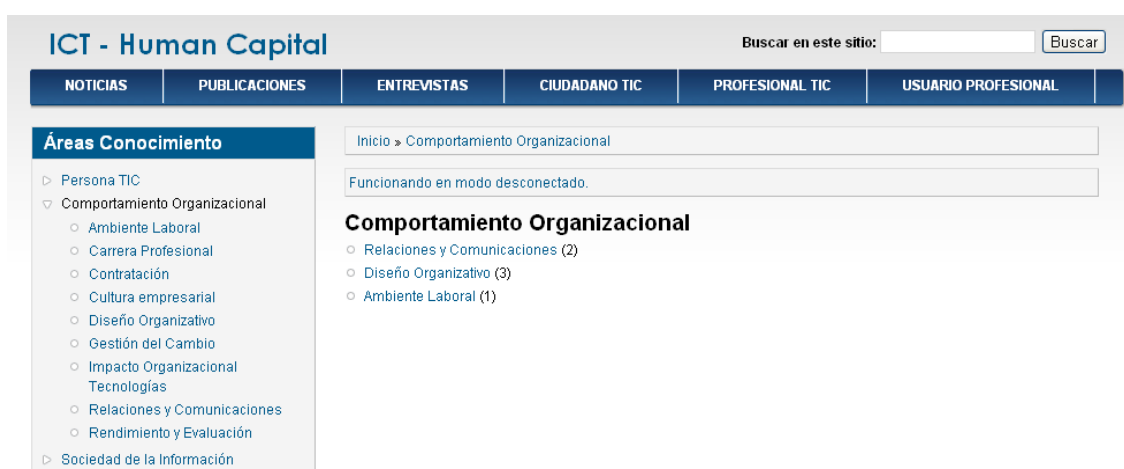 ICT - Human Capital
Buscar en este sitio:
Buscar
NOTICIAS
PUBLICACIONES
ENTREVISTAS
CIUDADANO TIC
PROFESIONAL TIC
USUARIO PROFESIONAL
Áreas Conocimiento
Persona TIC
Comportamiento Organizacional
Ambiente Laboral
Carrera Profesional
Contratación
Cultura empresarial
Diseño Organizativo
Gestión del Cambio
Impacto Organizacional
Tecnologías
Relaciones y Comunicaciones
Rendimiento y Evaluación
Sociedad de la Información
Inicio » Comportamiento Organizacional
Funcionando en modo desconectado.
Comportamiento Organizacional
Relaciones y Comunicaciones (2)
Diseño Organizativo (3)
Ambiente Laboral (1)